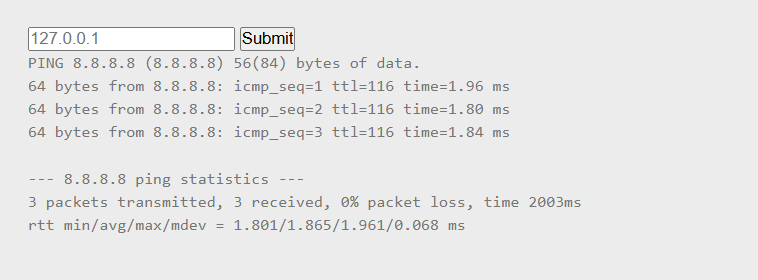 127.0.0.1 Submit
PING 8.8.8.8 (8.8.8.8) 56(84) bytes of data.
64 bytes from 8.8.8.8: icmp_seq=1 ttl=116 time=1.96 ms
64 bytes from 8.8.8.8: icmp_seq=2 ttl=116 time=1.80 ms
64 bytes from 8.8.8.8: icmp_seq=3 ttl=116 time=1.84 ms
--- 8.8.8.8 ping statistics ---
3 packets transmitted, 3 received, 0% packet loss, time 2003ms
rtt min/avg/max/mdev = 1.801/1.865/1.961/0.068 ms